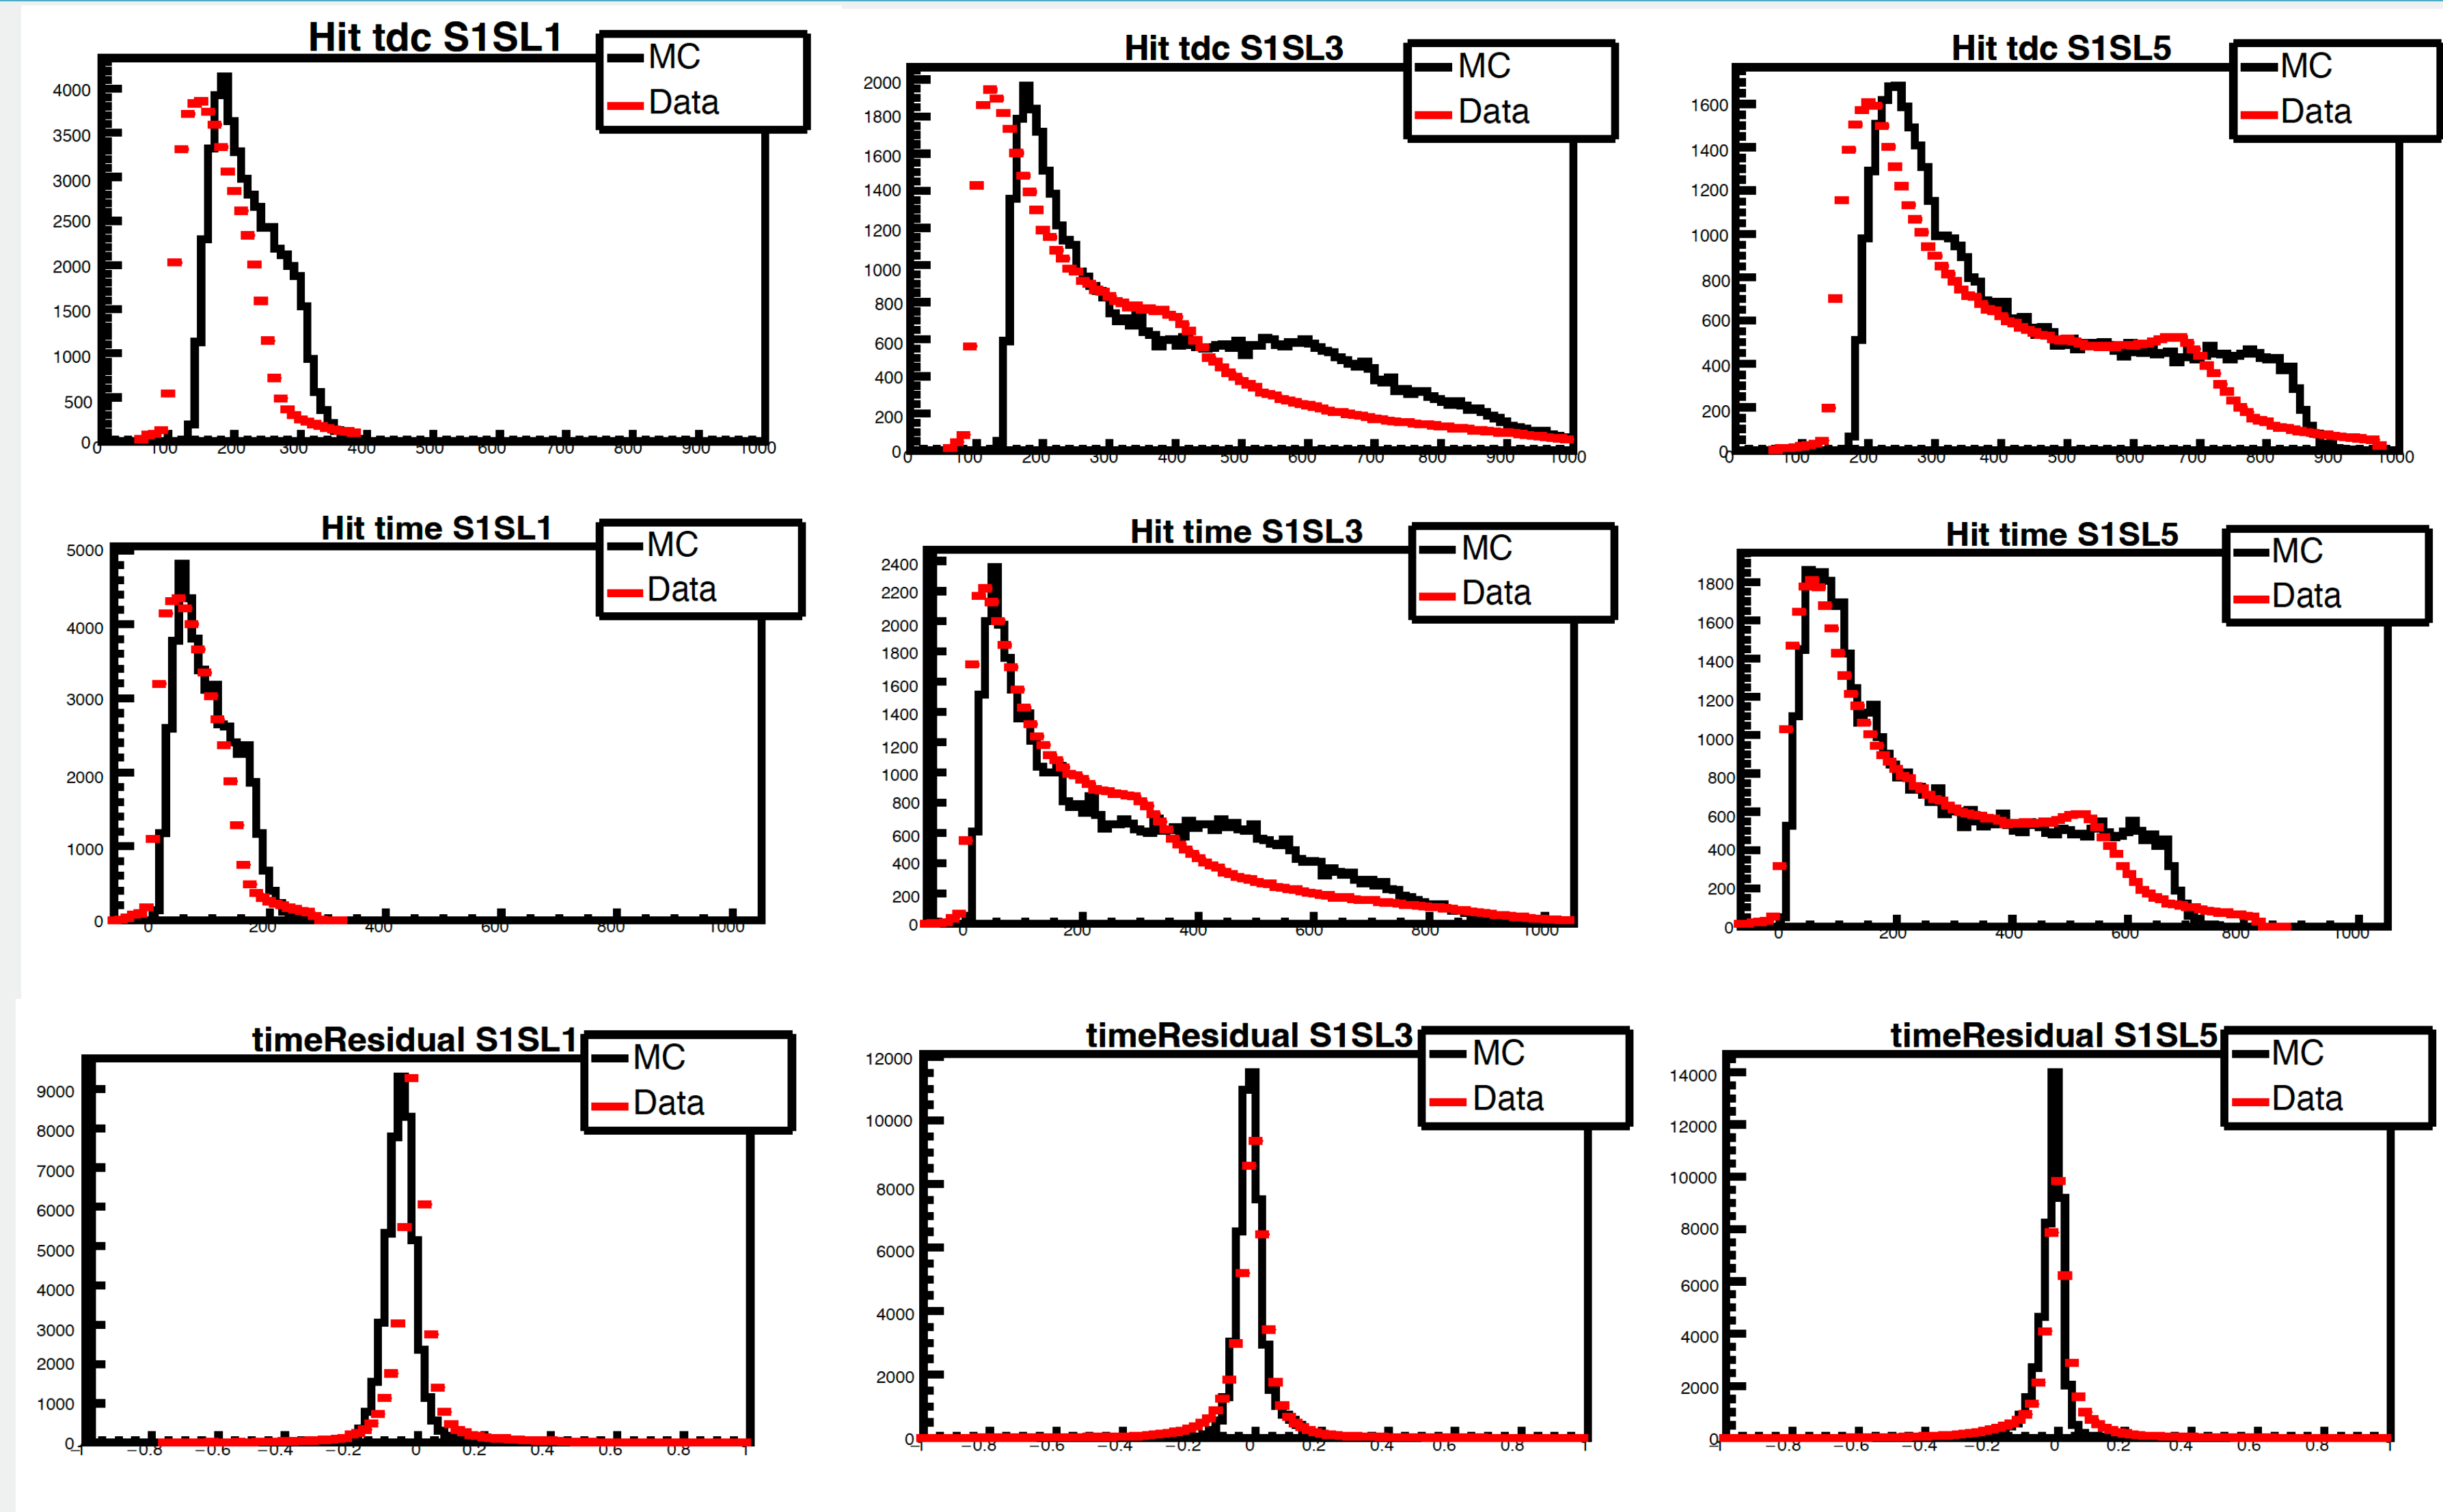 Hit tdc S1SL1
MC
Data
4000
3500
3000
2500
2000
1500
1000
500
0
0 100 200 300 400 500 600 700 800 900 1000
Hit tdc S1SL3
MC
Data
2000
1800
1600
1400
1200
1000
800
600
400
200
0
0 100 200 300 400 500 600 700 800 900 1000
Hit tdc S1SL5
MC
Data
1600
1400
1200
1000
800
600
400
200
0
0 100 200 300 400 500 600 700 800 900 1000
Hit time S1SL1
MC
Data
5000
4000
3000
2000
1000
0
0 200 400 600 800 1000
Hit time S1SL3
MC
Data
2400
2200
2000
1800
1600
1400
1200
1000
800
600
400
200
0
0 200 400 600 800 1000
Hit time S1SL5
MC
Data
1800
1600
1400
1200
1000
800
600
400
200
0
0 200 400 600 800 1000
timeResidual S1SL1
MC
Data
9000
8000
7000
6000
5000
4000
3000
2000
1000
0
−1 −0.8 −0.6 −0.4 −0.2 0 0.2 0.4 0.6 0.8 1
timeResidual S1SL3
MC
Data
12000
10000
8000
6000
4000
2000
0
−1 −0.8 −0.6 −0.4 −0.2 0 0.2 0.4 0.6 0.8 1
timeResidual S1SL5
MC
Data
14000
12000
10000
8000
6000
4000
2000
0
−1 −0.8 −0.6 −0.4 −0.2 0 0.2 0.4 0.6 0.8 1